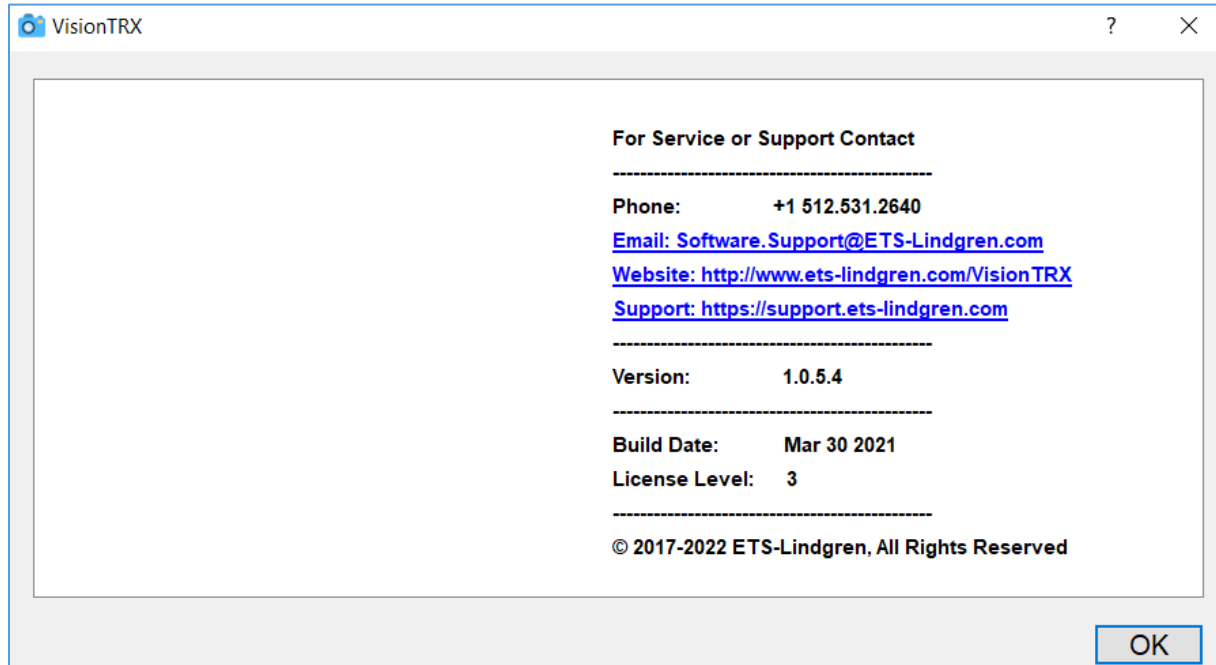 VisionTRX ? ×
For Service or Support Contact
-----------------------------------------------
Phone: +1 512.531.2640
Email: Software.Support@ETS-Lindgren.com
Website: http://www.ets-lindgren.com/VisionTRX
Support: https://support.ets-lindgren.com
-----------------------------------------------
Version: 1.0.5.4
-----------------------------------------------
Build Date: Mar 30 2021
License Level: 3
-----------------------------------------------
© 2017-2022 ETS-Lindgren, All Rights Reserved
OK